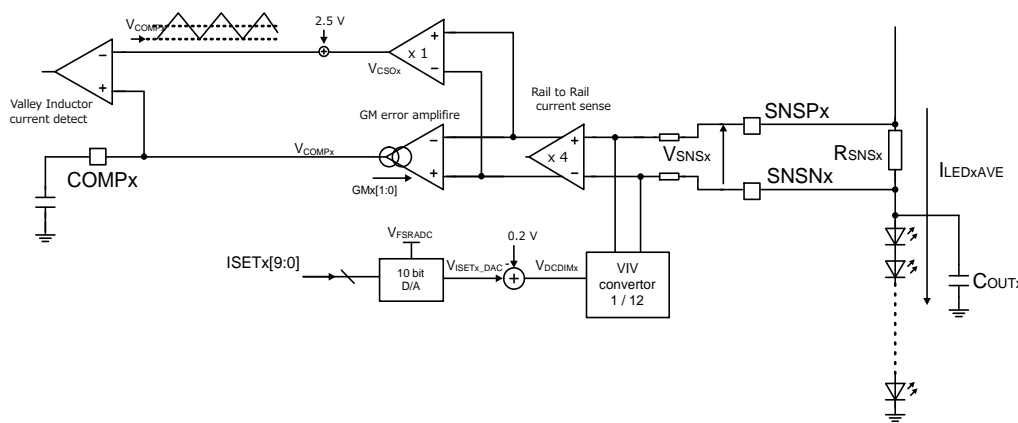 VCOMPx
2.5 V
−
+
x 1
+
−
VCSOx
Valley Inductor
current detect
GM error amplifire
Rail to Rail
current sense
SNSPx
VCOMPx
−
+
GMx[1:0]
x 4
+
−
VSNSx
RSNSx
ILEDxAVE
COMPx
SNSNx
VFSRADC
0.2 V
ISETx[9:0]
10 bit
D/A
VISETx_DAC
-
+
VDCDIMx
VIV
convertor
1 / 12
COUTx